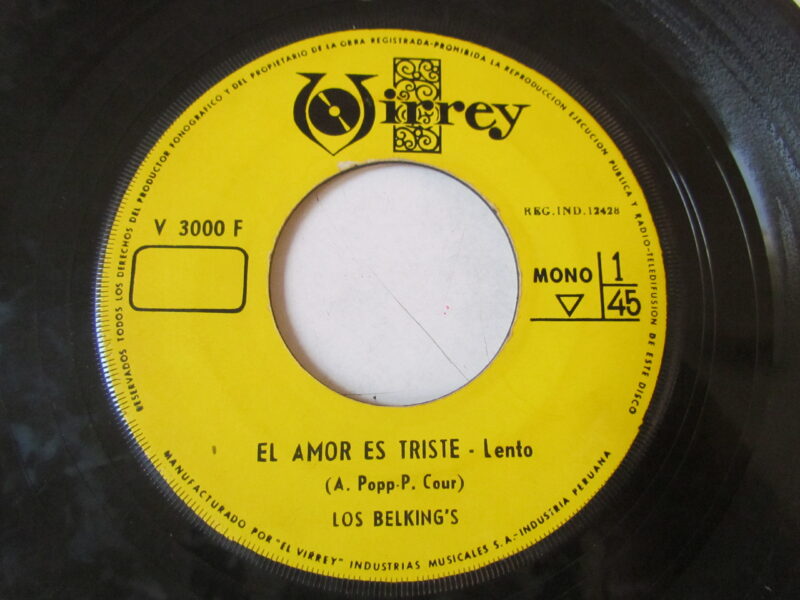 RESERVADOS TODOS LOS DERECHOS DEL PRODUCTOR FONOGRAFICO Y DEL PROPIETARIO DE LA OBRA REGISTRADA-PROHIBIDA LA REPRODUCCION EJECUCION PUBLICA Y RADIO-TELEDIFUSION DE ESTE DISCO
Virrey
REG.IND.12428
V 3000 F
MONO 1
45
EL AMOR ES TRISTE - Lento
(A. Popp-P. Cour)
LOS BELKING'S
MANUFACTURADO POR "EL VIRREY" INDUSTRIAS MUSICALES S.A.-INDUSTRIA PERUANA